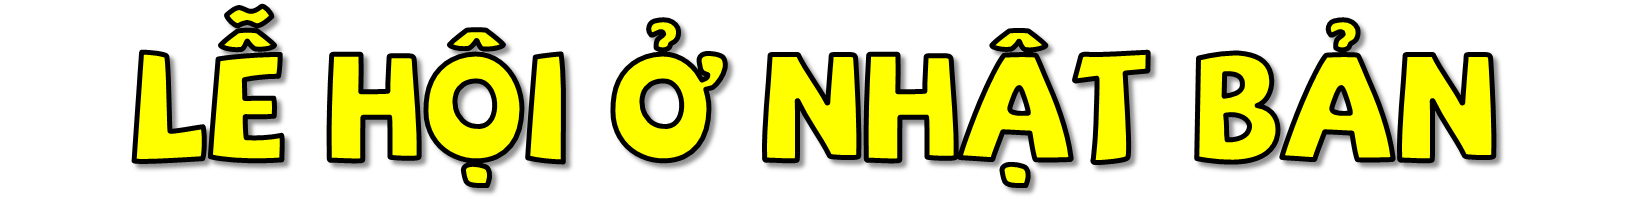 LỄ HỘI Ở NHẬT BẢN